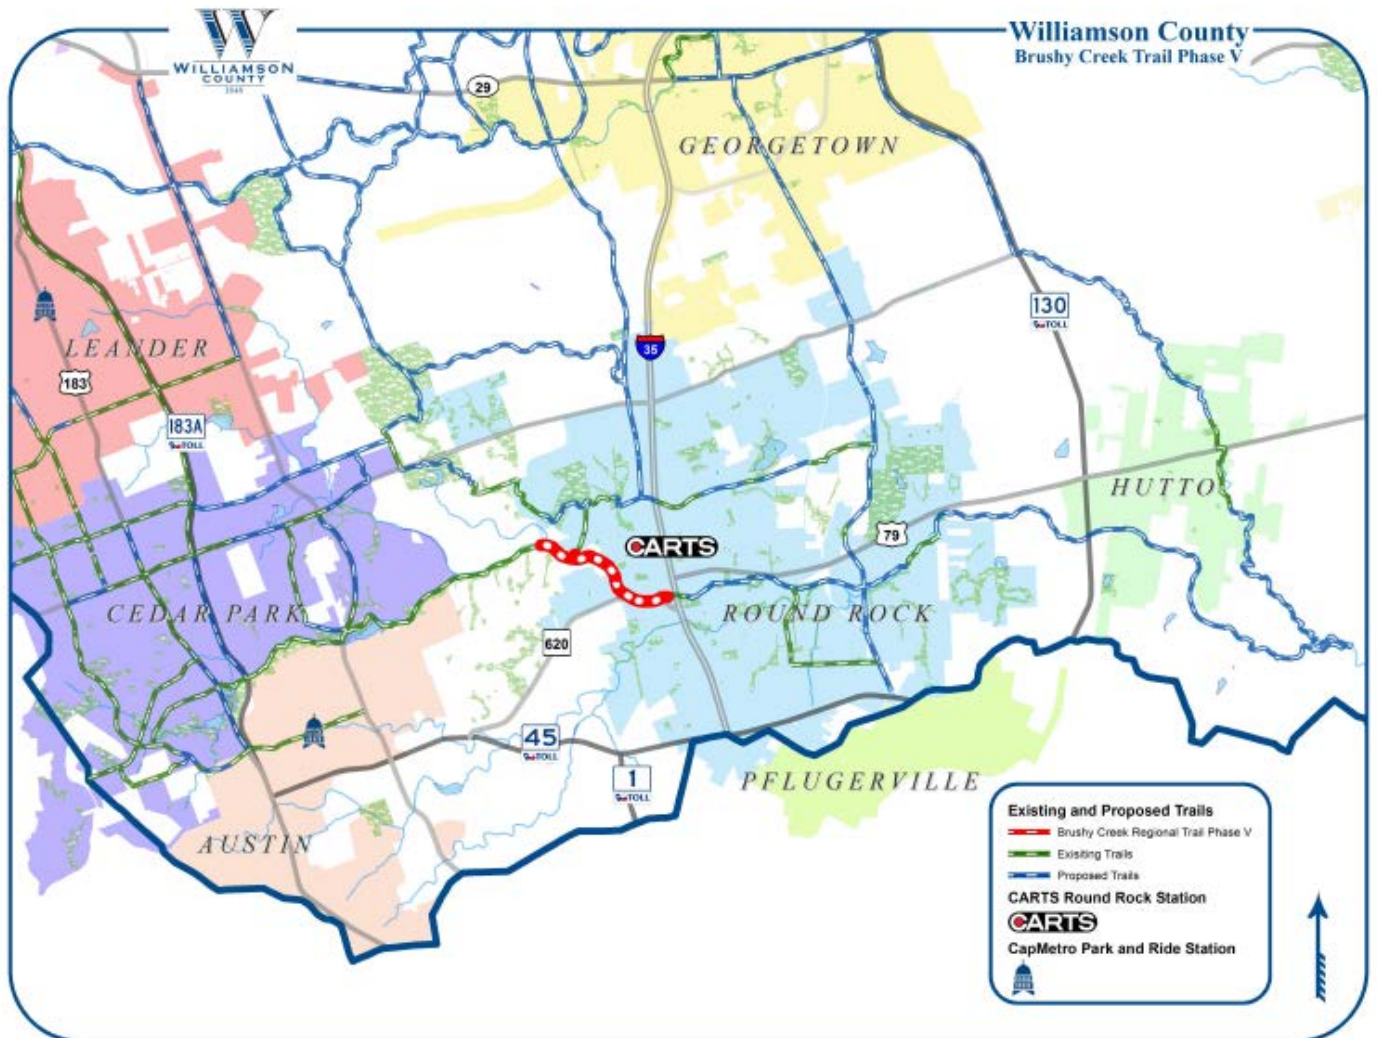 WILLIAMSON
COUNTY
1848
Williamson County
Brushy Creek Trail Phase V
29
GEORGETOWN
130
TOLL
35
LEANDER
183
183A
TOLL
HUTTO
79
CARTS
CEDAR PARK
ROUND ROCK
620
45
TOLL
1
TOLL
PFLUGERVILLE
AUSTIN
Existing and Proposed Trails
Brushy Creek Regional Trail Phase V
Exisiting Trails
Proposed Trails
CARTS Round Rock Station
CARTS
CapMetro Park and Ride Station